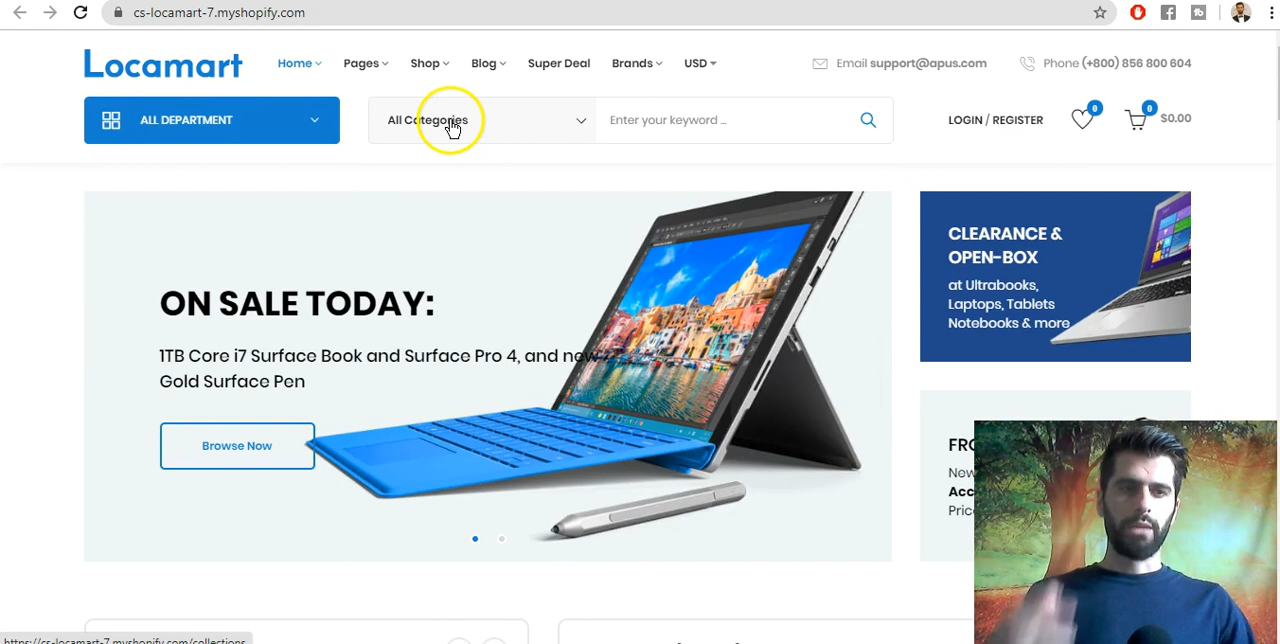 cs-locamart-7.myshopify.com
Locamart
Home
Pages
Shop
Blog
Super Deal
Brands
USD
Email support@apus.com
Phone (+800) 856 800 604
ALL DEPARTMENT
All Categories
Enter your keyword ...
LOGIN / REGISTER
0
0
$0.00
ON SALE TODAY:
1TB Core i7 Surface Book and Surface Pro 4, and new
Gold Surface Pen
Browse Now
CLEARANCE &
OPEN-BOX
at Ultrabooks,
Laptops, Tablets
Notebooks & more
FRO
New
Acc
Price
https://cs-locamart-7.myshopify.com/collections